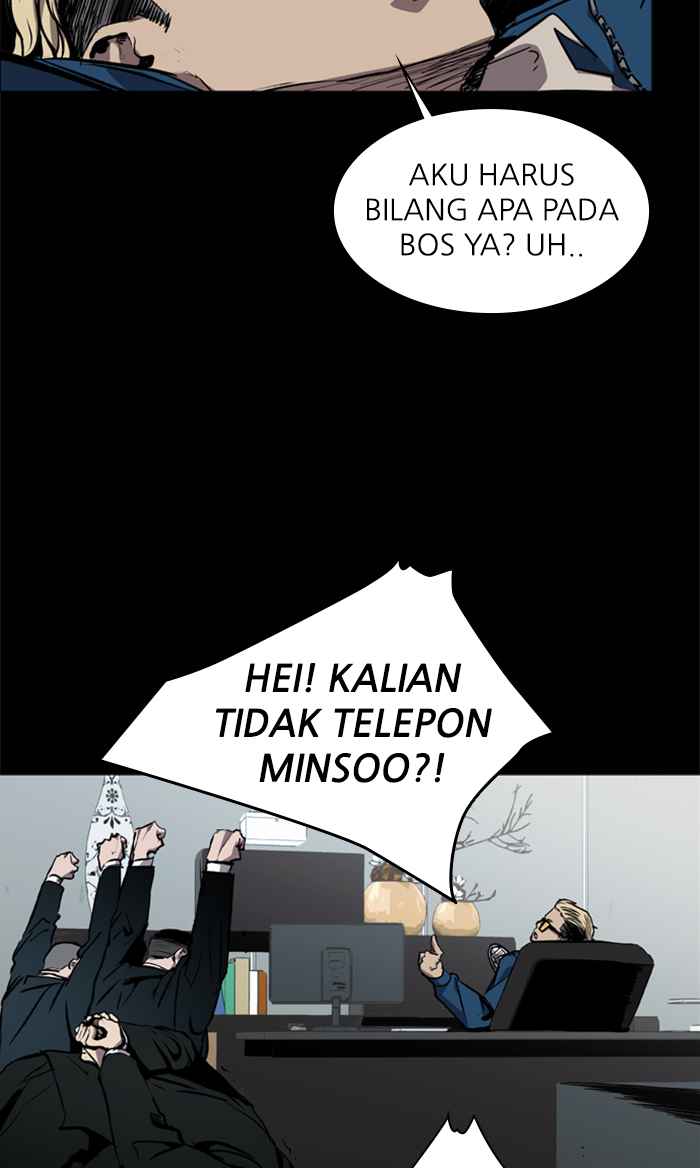 AKU HARUS
BILANG APA PADA
BOS YA? UH..
HEI! KALIAN
TIDAK TELEPON
MINSOO?!